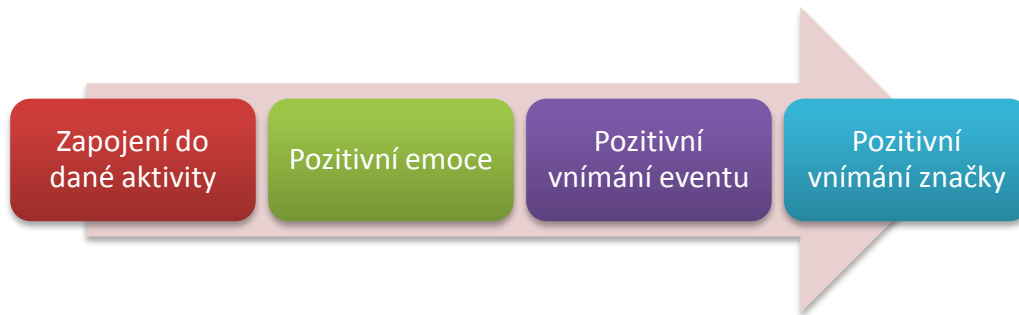 Zapojení do
dané aktivity
Pozitivní emoce
Pozitivní
vnímání eventu
Pozitivní
vnímání značky